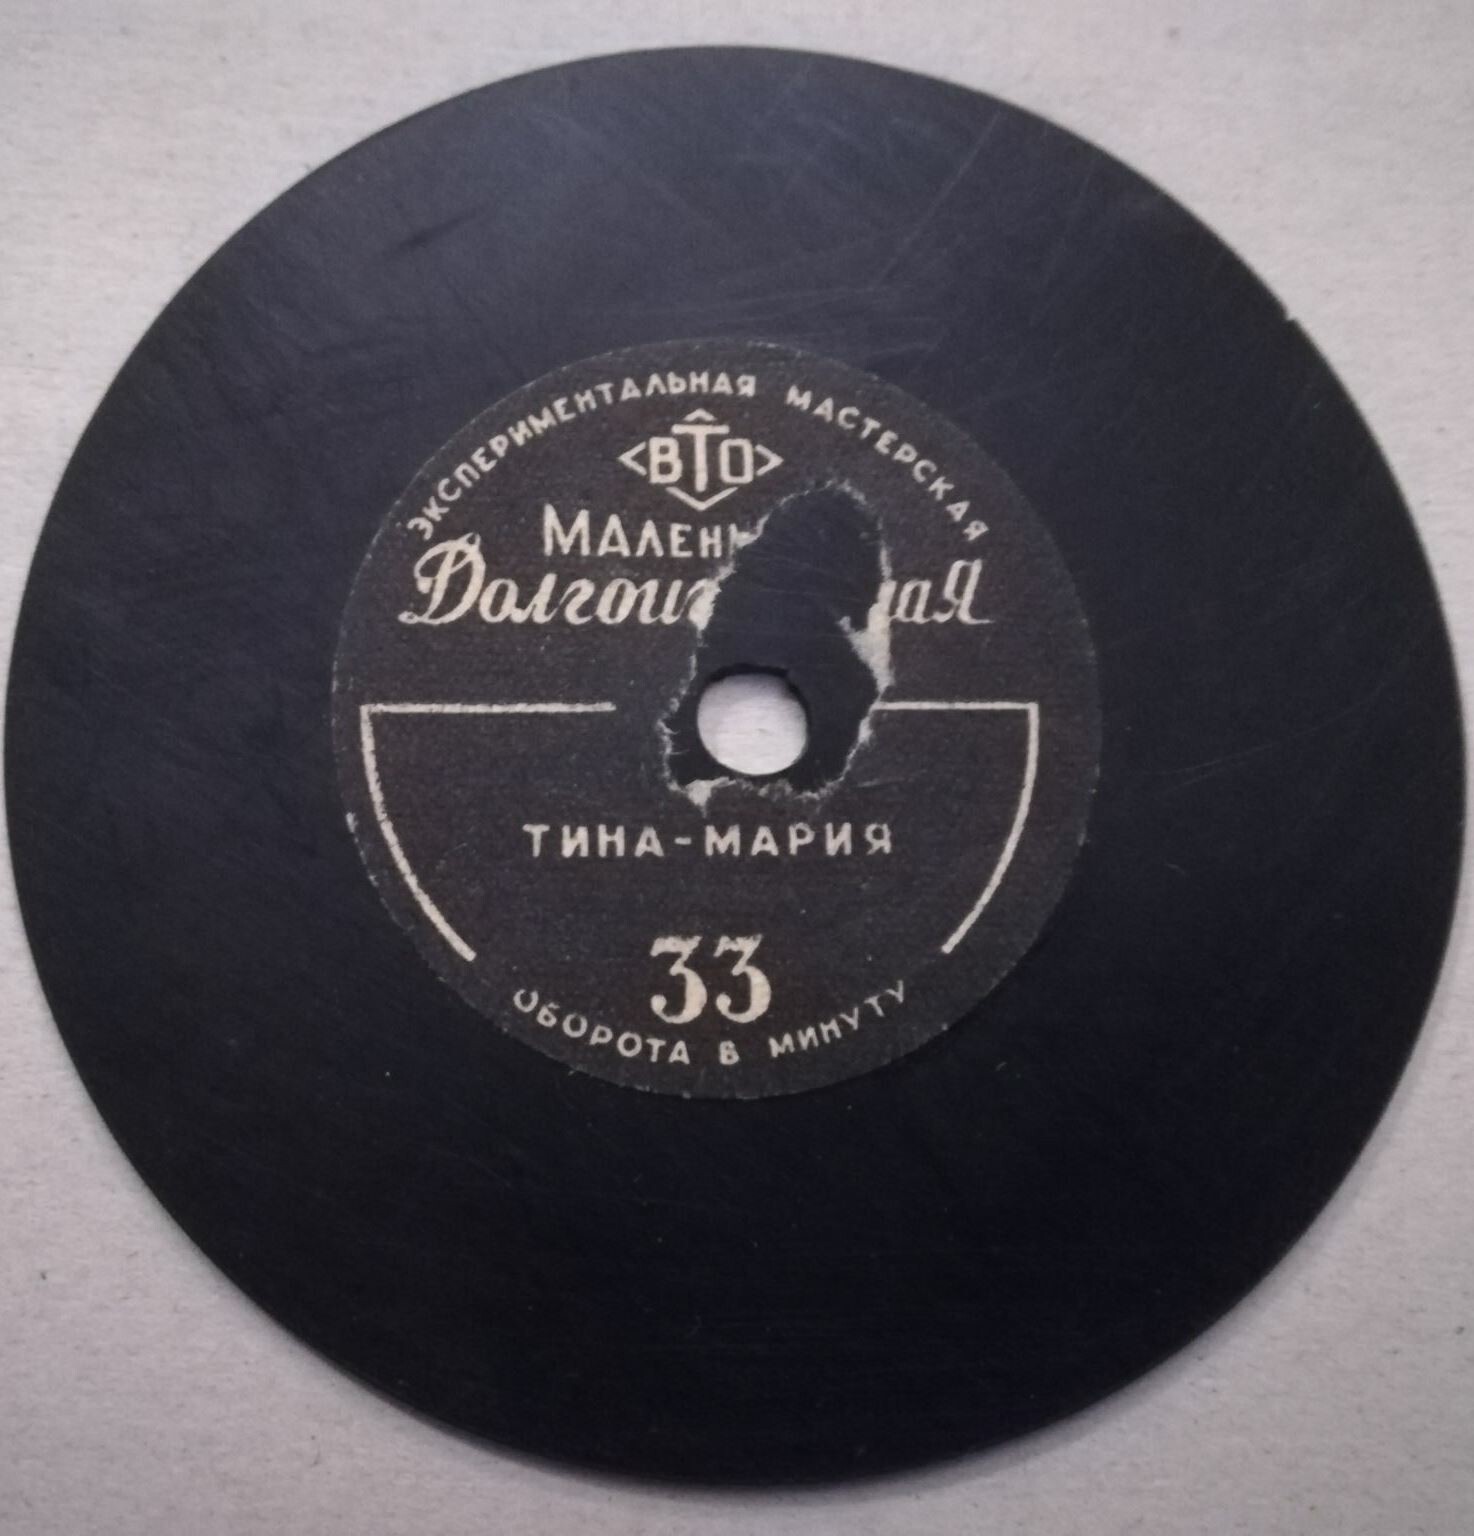 ЭКСПЕРИМЕНТАЛЬНАЯ МАСТЕРСКАЯ
ВТО
ТИНА-МАРИЯ
33
ОБОРОТА В МИНУТУ